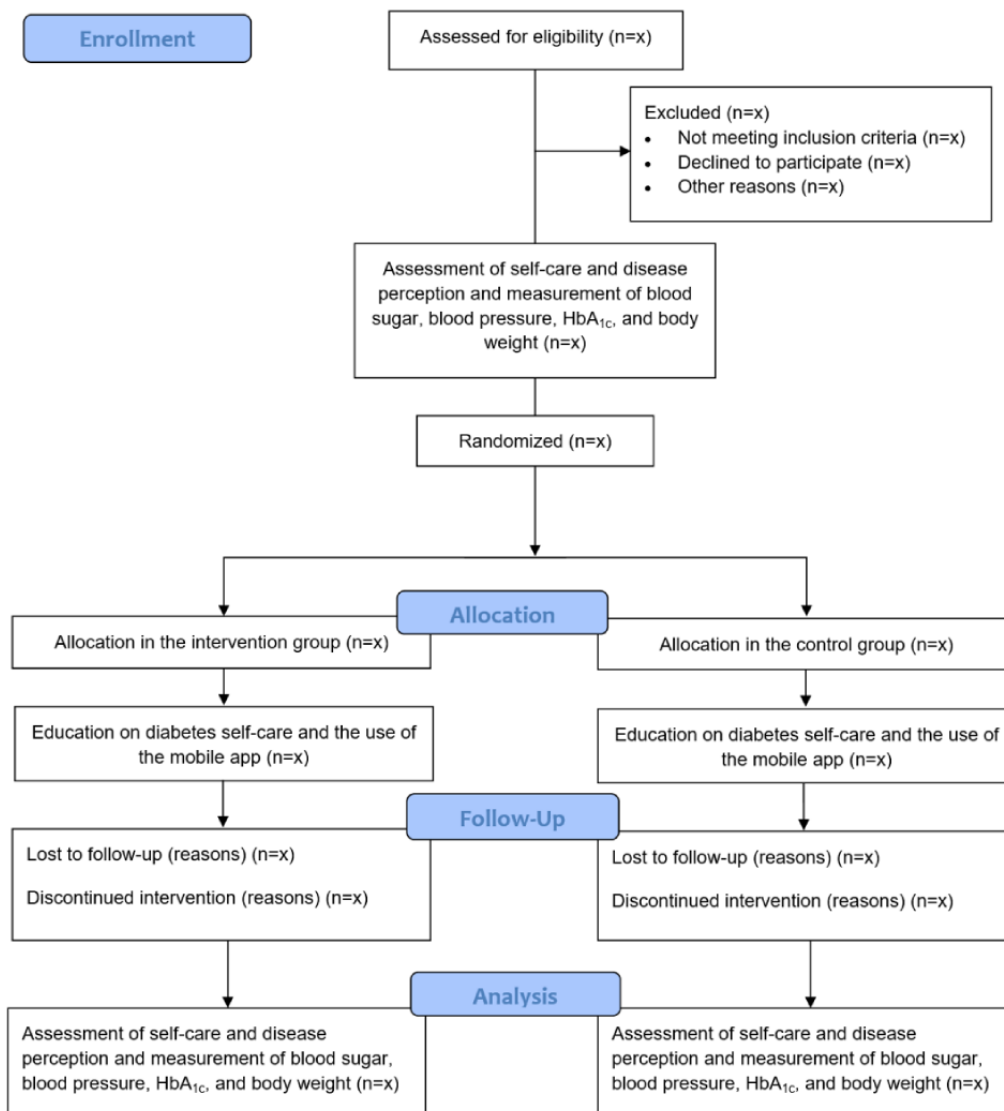 Enrollment
Assessed for eligibility (n=x)
Excluded (n=x)
• Not meeting inclusion criteria (n=x)
• Declined to participate (n=x)
• Other reasons (n=x)
Assessment of self-care and disease
perception and measurement of blood
sugar, blood pressure, HbA1c, and body
weight (n=x)
Randomized (n=x)
Allocation
Allocation in the intervention group (n=x)
Allocation in the control group (n=x)
Education on diabetes self-care and the use of
the mobile app (n=x)
Education on diabetes self-care and the use of
the mobile app (n=x)
Follow-Up
Lost to follow-up (reasons) (n=x)
Discontinued intervention (reasons) (n=x)
Lost to follow-up (reasons) (n=x)
Discontinued intervention (reasons) (n=x)
Analysis
Assessment of self-care and disease
perception and measurement of blood sugar,
blood pressure, HbA1c, and body weight (n=x)
Assessment of self-care and disease
perception and measurement of blood sugar,
blood pressure, HbA1c, and body weight (n=x)